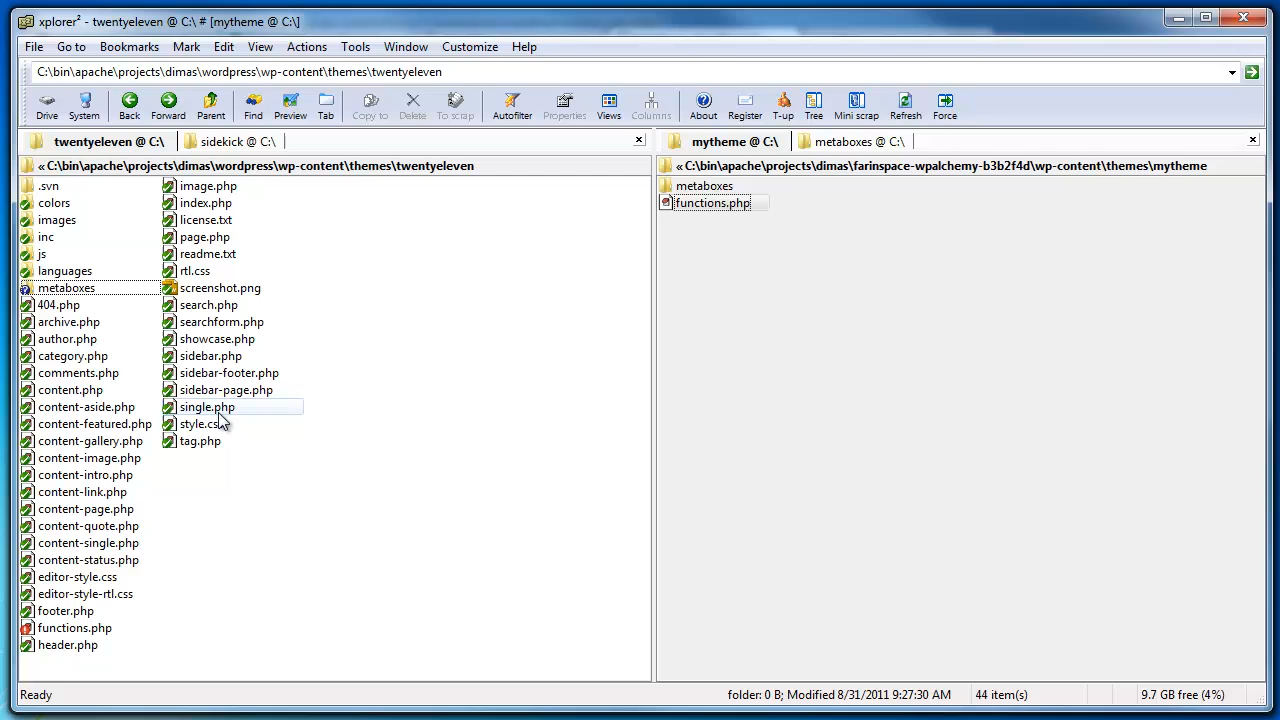 xplorer² - twentyeleven @ C:\ # [mytheme @ C:\]
File Go to Bookmarks Mark Edit View Actions Tools Window Customize Help
C:\bin\apache\projects\dimas\wordpress\wp-content\themes\twentyeleven
Drive System Back Forward Parent Find Preview Tab Copy to Delete To scrap Autofilter Properties Views Columns About Register T-up Tree Mini scrap Refresh Force
twentyeleven @ C:\ sidekick @ C:\ mytheme @ C:\ metaboxes @ C:\
« C:\bin\apache\projects\dimas\wordpress\wp-content\themes\twentyeleven
.svn
colors
images
inc
js
languages
metaboxes
404.php
archive.php
author.php
category.php
comments.php
content.php
content-aside.php
content-featured.php
content-gallery.php
content-image.php
content-intro.php
content-link.php
content-page.php
content-quote.php
content-single.php
content-status.php
editor-style.css
editor-style-rtl.css
footer.php
functions.php
header.php
image.php
index.php
license.txt
page.php
readme.txt
rtl.css
screenshot.png
search.php
searchform.php
showcase.php
sidebar.php
sidebar-footer.php
sidebar-page.php
single.php
style.css
tag.php
« C:\bin\apache\projects\dimas\farinspace-wpalchemy-b3b2f4d\wp-content\themes\mytheme
metaboxes
functions.php
Ready folder: 0 B; Modified 8/31/2011 9:27:30 AM 44 item(s) 9.7 GB free (4%)